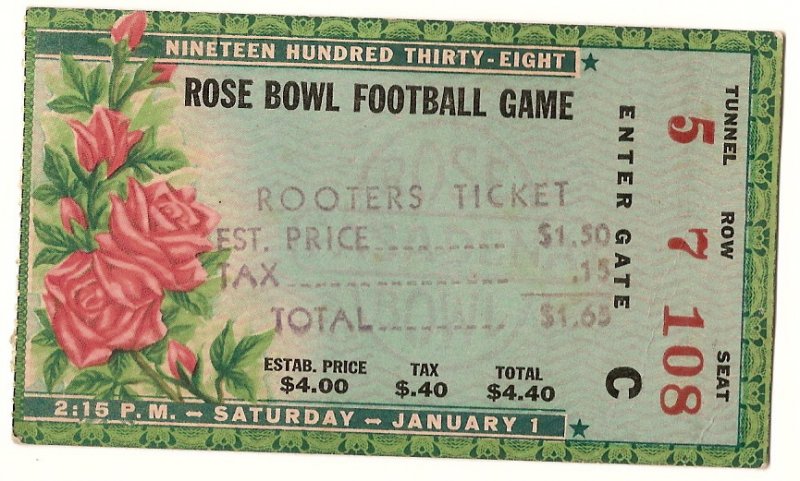 NINETEEN HUNDRED THIRTY-EIGHT
ROSE BOWL FOOTBALL GAME
ROOTERS TICKET
EST. PRICE $1.50
TAX .15
TOTAL $1.65
ESTAB. PRICE TAX TOTAL
$4.00 $.40 $4.40
2:15 P.M. — SATURDAY — JANUARY 1
ENTER GATE C
TUNNEL ROW SEAT
5 7 108